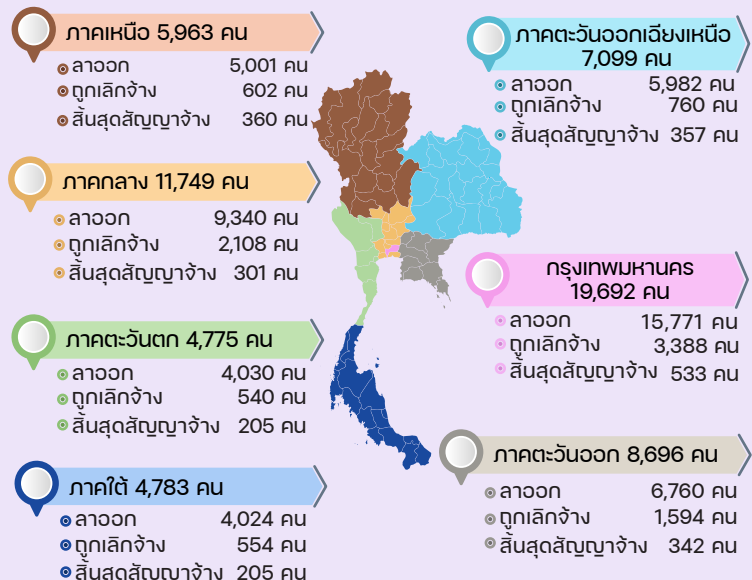 ภาคเหนือ 5,963 คน
ลาออก 5,001 คน
ถูกเลิกจ้าง 602 คน
สิ้นสุดสัญญาจ้าง 360 คน
ภาคกลาง 11,749 คน
ลาออก 9,340 คน
ถูกเลิกจ้าง 2,108 คน
สิ้นสุดสัญญาจ้าง 301 คน
ภาคตะวันตก 4,775 คน
ลาออก 4,030 คน
ถูกเลิกจ้าง 540 คน
สิ้นสุดสัญญาจ้าง 205 คน
ภาคใต้ 4,783 คน
ลาออก 4,024 คน
ถูกเลิกจ้าง 554 คน
สิ้นสุดสัญญาจ้าง 205 คน
ภาคตะวันออกเฉียงเหนือ
7,099 คน
ลาออก 5,982 คน
ถูกเลิกจ้าง 760 คน
สิ้นสุดสัญญาจ้าง 357 คน
กรุงเทพมหานคร
19,692 คน
ลาออก 15,771 คน
ถูกเลิกจ้าง 3,388 คน
สิ้นสุดสัญญาจ้าง 533 คน
ภาคตะวันออก 8,696 คน
ลาออก 6,760 คน
ถูกเลิกจ้าง 1,594 คน
สิ้นสุดสัญญาจ้าง 342 คน